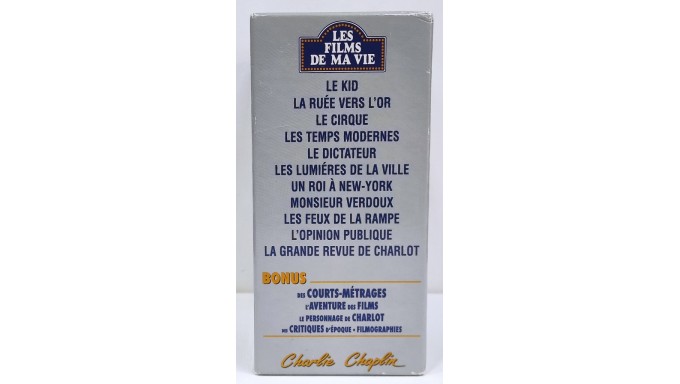 LES
FILMS
DE MA VIE
LE KID
LA RUÉE VERS L'OR
LE CIRQUE
LES TEMPS MODERNES
LE DICTATEUR
LES LUMIÉRES DE LA VILLE
UN ROI À NEW-YORK
MONSIEUR VERDOUX
LES FEUX DE LA RAMPE
L'OPINION PUBLIQUE
LA GRANDE REVUE DE CHARLOT
BONUS
DES COURTS-MÉTRAGES
L'AVENTURE DES FILMS
LE PERSONNAGE DE CHARLOT
DES CRITIQUES D'ÉPOQUE • FILMOGRAPHIES
Charlie Chaplin